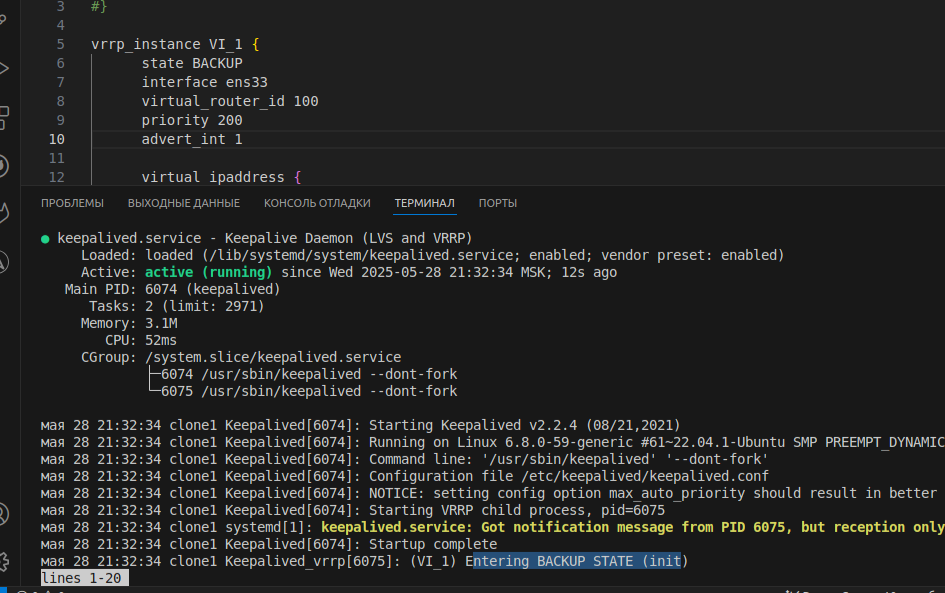 3 #}
4
5 vrrp_instance VI_1 {
6 state BACKUP
7 interface ens33
8 virtual_router_id 100
9 priority 200
10 advert_int 1
11
12 virtual_ipaddress {
ПРОБЛЕМЫ ВЫХОДНЫЕ ДАННЫЕ КОНСОЛЬ ОТЛАДКИ ТЕРМИНАЛ ПОРТЫ
● keepalived.service - Keepalive Daemon (LVS and VRRP)
Loaded: loaded (/lib/systemd/system/keepalived.service; enabled; vendor preset: enabled)
Active: active (running) since Wed 2025-05-28 21:32:34 MSK; 12s ago
Main PID: 6074 (keepalived)
Tasks: 2 (limit: 2971)
Memory: 3.1M
CPU: 52ms
CGroup: /system.slice/keepalived.service
├─6074 /usr/sbin/keepalived --dont-fork
└─6075 /usr/sbin/keepalived --dont-fork
мая 28 21:32:34 clone1 Keepalived[6074]: Starting Keepalived v2.2.4 (08/21,2021)
мая 28 21:32:34 clone1 Keepalived[6074]: Running on Linux 6.8.0-59-generic #61~22.04.1-Ubuntu SMP PREEMPT_DYNAMIC
мая 28 21:32:34 clone1 Keepalived[6074]: Command line: '/usr/sbin/keepalived' '--dont-fork'
мая 28 21:32:34 clone1 Keepalived[6074]: Configuration file /etc/keepalived/keepalived.conf
мая 28 21:32:34 clone1 Keepalived[6074]: NOTICE: setting config option max_auto_priority should result in better
мая 28 21:32:34 clone1 Keepalived[6074]: Starting VRRP child process, pid=6075
мая 28 21:32:34 clone1 systemd[1]: keepalived.service: Got notification message from PID 6075, but reception only
мая 28 21:32:34 clone1 Keepalived[6074]: Startup complete
мая 28 21:32:34 clone1 Keepalived_vrrp[6075]: (VI_1) Entering BACKUP STATE (init)
lines 1-20